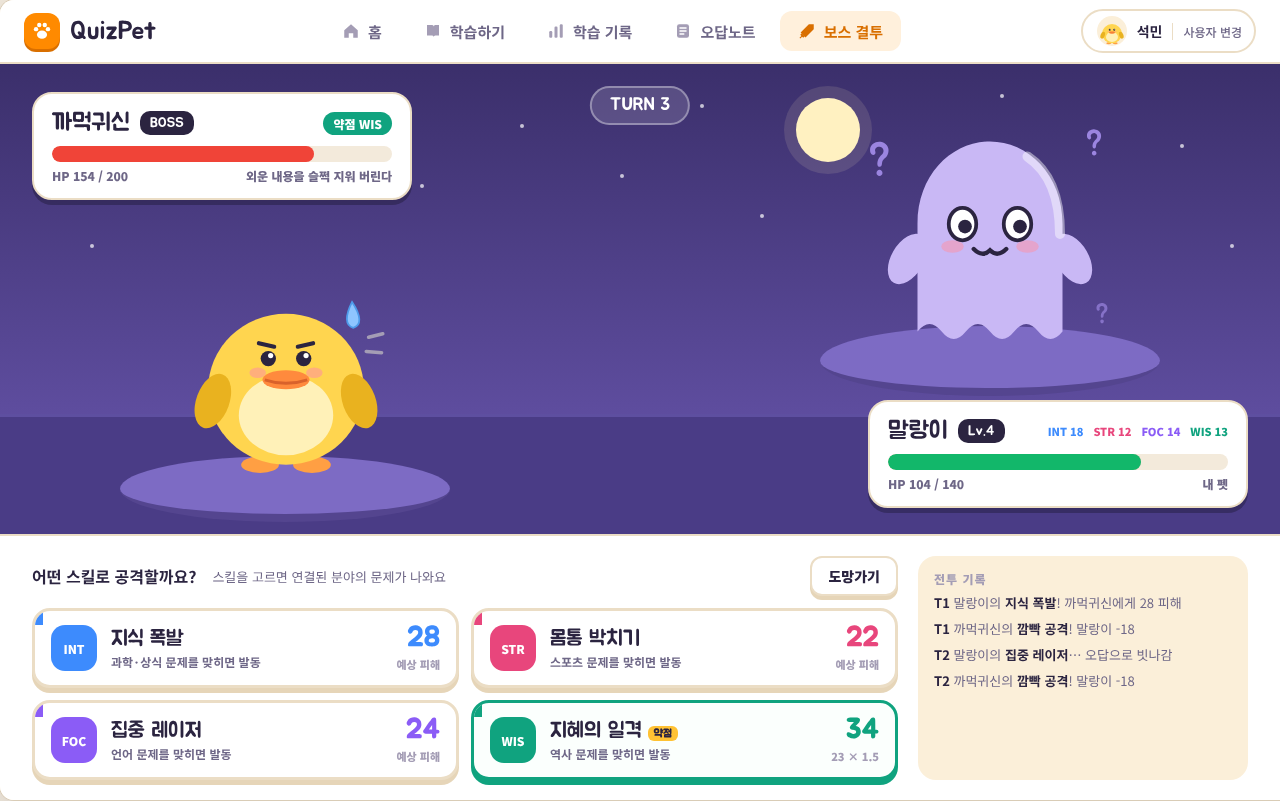 QuizPet
홈
학습하기
학습 기록
오답노트
보스 결투
석민
사용자 변경
까먹귀신 BOSS 약점 WIS
HP 154 / 200 외운 내용을 슬쩍 지워 버린다
TURN 3
?
?
?
말랑이 Lv.4 INT 18 STR 12 FOC 14 WIS 13
HP 104 / 140 내 펫
어떤 스킬로 공격할까요? 스킬을 고르면 연결된 분야의 문제가 나와요
도망가기
INT
지식 폭발
과학·상식 문제를 맞히면 발동
28
예상 피해
STR
몸통 박치기
스포츠 문제를 맞히면 발동
22
예상 피해
FOC
집중 레이저
언어 문제를 맞히면 발동
24
예상 피해
WIS
지혜의 일격 약점
역사 문제를 맞히면 발동
34
23 × 1.5
전투 기록
T1 말랑이의 지식 폭발! 까먹귀신에게 28 피해
T1 까먹귀신의 깜빡 공격! 말랑이 -18
T2 말랑이의 집중 레이저… 오답으로 빗나감
T2 까먹귀신의 깜빡 공격! 말랑이 -18